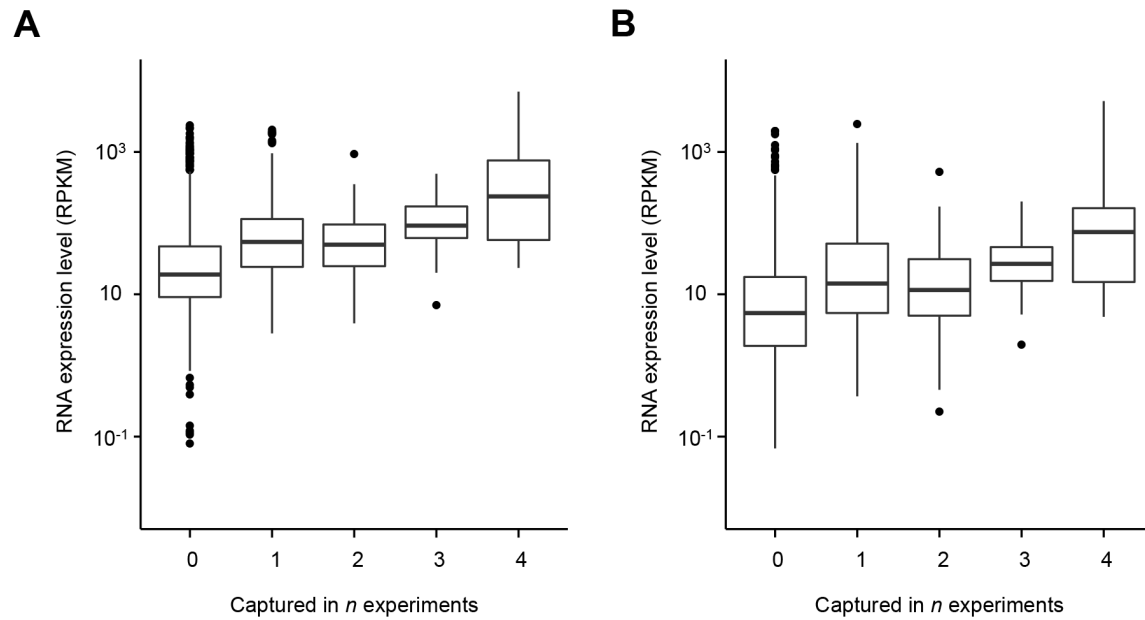 A
RNA expression level (RPKM)
10³
10
10⁻¹
0 1 2 3 4
Captured in n experiments
B
RNA expression level (RPKM)
10³
10
10⁻¹
0 1 2 3 4
Captured in n experiments